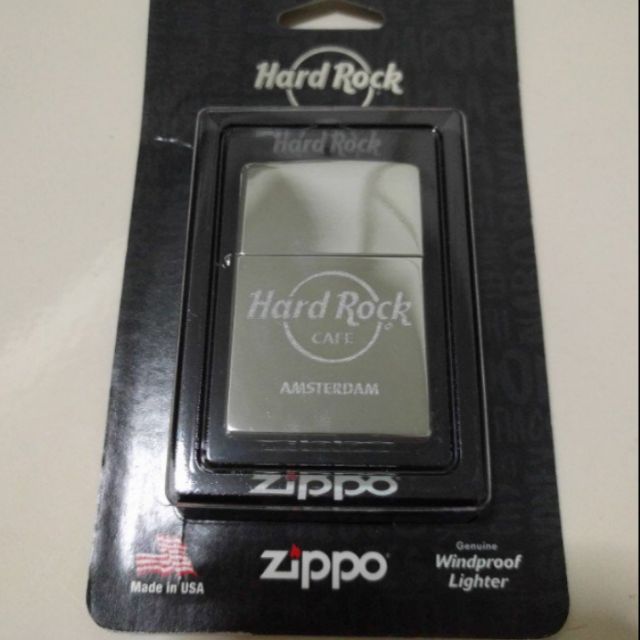 Hard Rock
Hard Rock
Hard Rock
CAFE
AMSTERDAM
zippo
Made in USA
zippo
Genuine
Windproof
Lighter